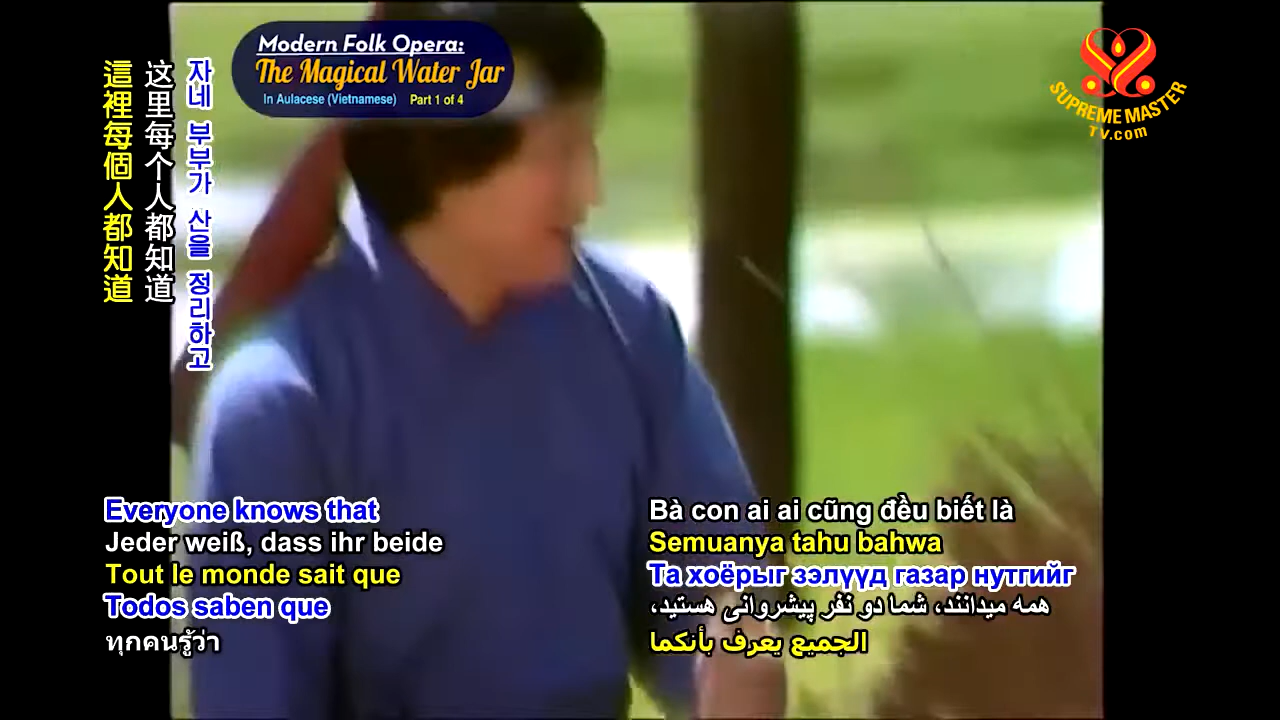 Modern Folk Opera:
The Magical Water Jar
In Aulacese (Vietnamese) Part 1 of 4
SUPREME MASTER
TV.com
자네 부부가 산을 정리하고
这里每个人都知道
這裡每個人都知道
Everyone knows that
Jeder weiß, dass ihr beide
Tout le monde sait que
Todos saben que
ทุกคนรู้ว่า
Bà con ai ai cũng đều biết là
Semuanya tahu bahwa
Та хоёрыг зэлүүд газар нутгийг
همه میدانند، شما دو نفر پیشروانی هستید،
الجميع يعرف بأنكما